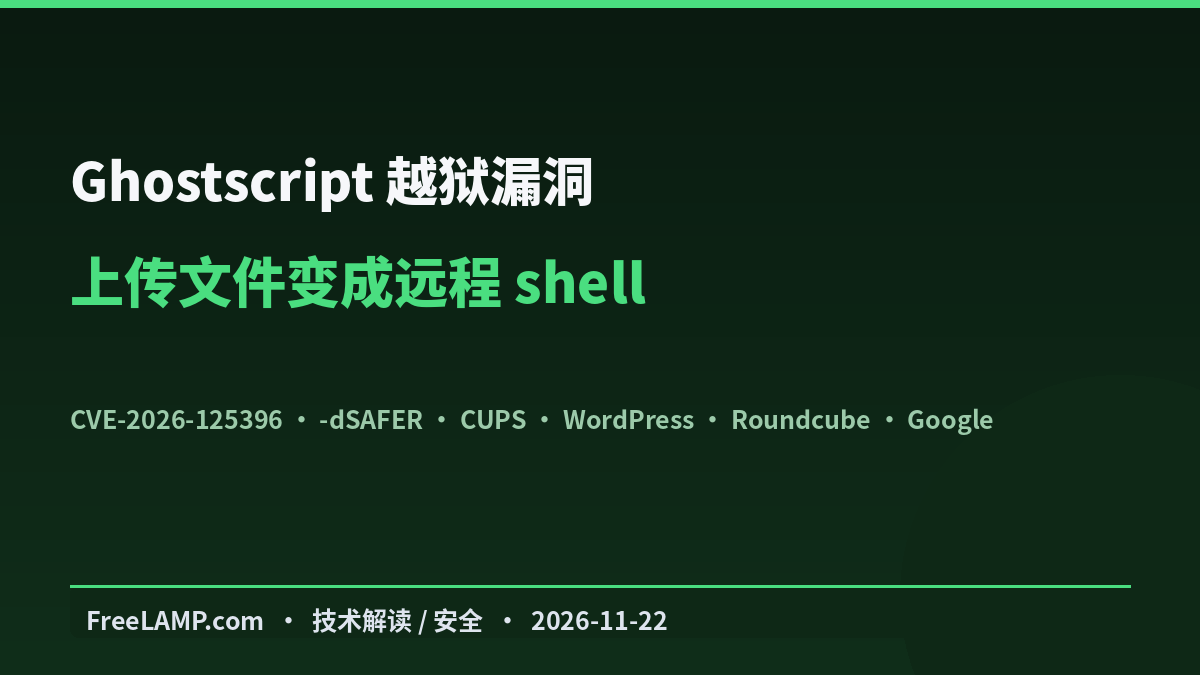 Ghostscript 越狱漏洞
上传文件变成远程 shell
CVE-2026-125396 • -dSAFER • CUPS • WordPress • Roundcube • Google
FreeLAMP.com • 技术解读 / 安全 • 2026-11-22